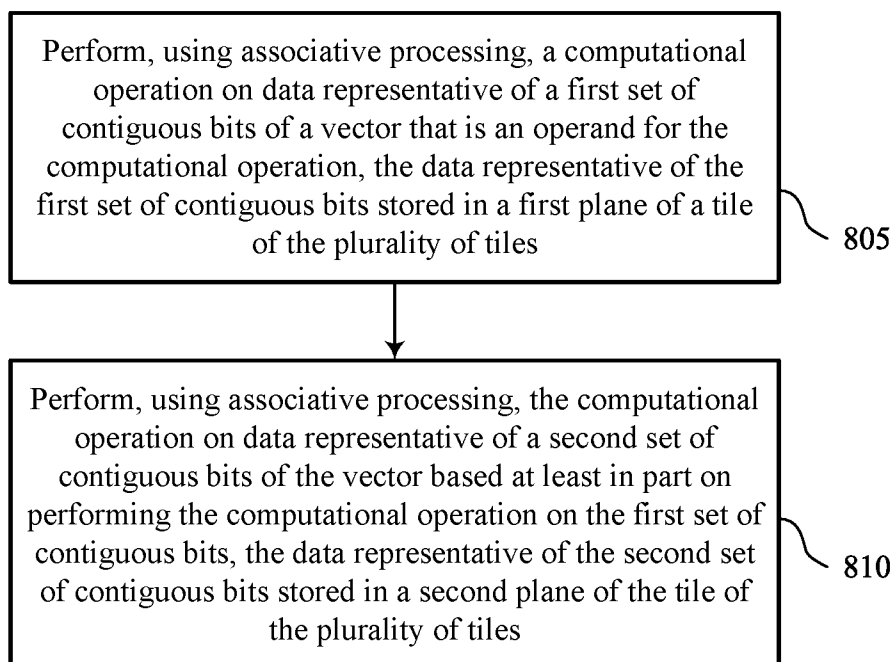 Perform, using associative processing, a computational
operation on data representative of a first set of
contiguous bits of a vector that is an operand for the
computational operation, the data representative of the
first set of contiguous bits stored in a first plane of a tile
of the plurality of tiles
805
Perform, using associative processing, the computational
operation on data representative of a second set of
contiguous bits of the vector based at least in part on
performing the computational operation on the first set of
contiguous bits, the data representative of the second set
of contiguous bits stored in a second plane of the tile of
the plurality of tiles
810